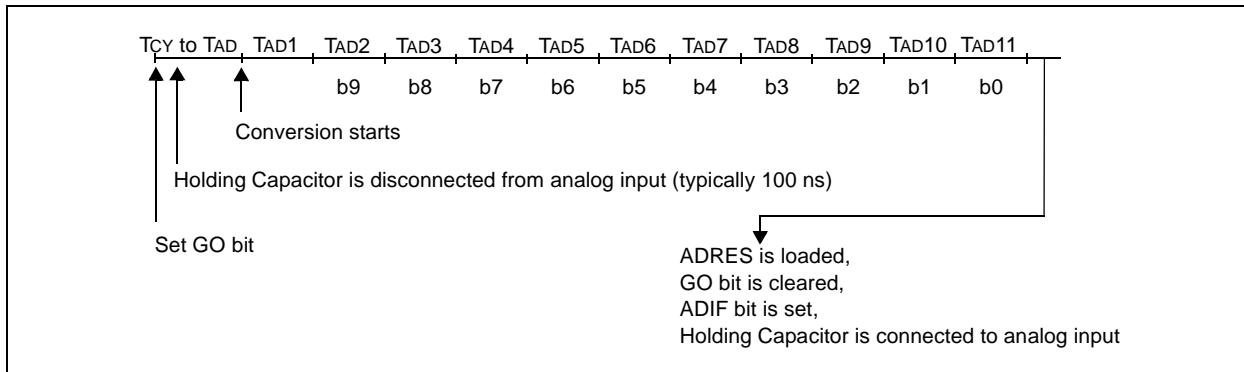 TCY to TAD TAD1 TAD2 TAD3 TAD4 TAD5 TAD6 TAD7 TAD8 TAD9 TAD10 TAD11
b9 b8 b7 b6 b5 b4 b3 b2 b1 b0
Conversion starts
Holding Capacitor is disconnected from analog input (typically 100 ns)
Set GO bit
ADRES is loaded,
GO bit is cleared,
ADIF bit is set,
Holding Capacitor is connected to analog input